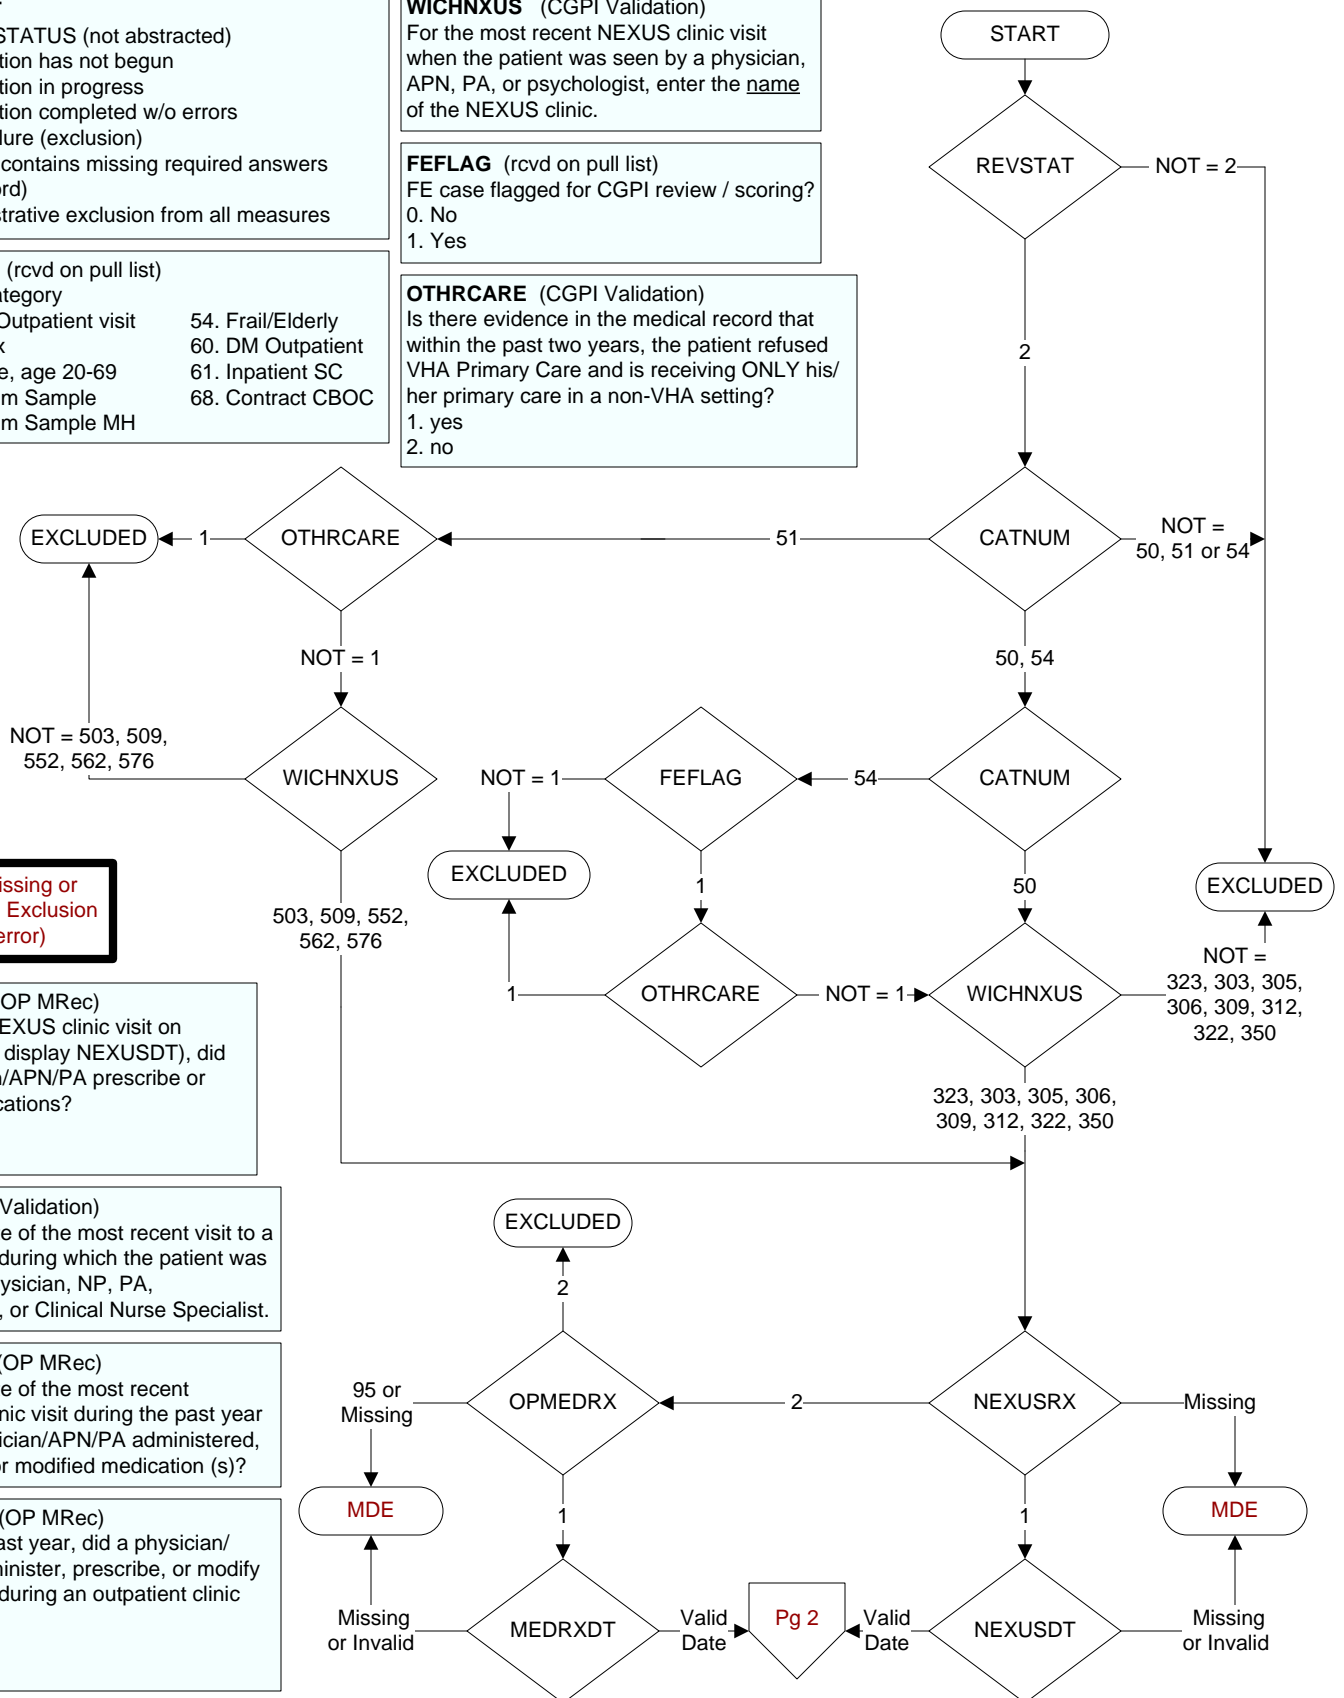 STATUS (not abstracted)
tion has not begun
tion in progress
tion completed w/o errors
lure (exclusion)
contains missing required answers
ord)
strative exclusion from all measures
(rcvd on pull list)
ategory
Outpatient visit 54. Frail/Elderly
x 60. DM Outpatient
e, age 20-69 61. Inpatient SC
m Sample 68. Contract CBOC
m Sample MH
WICHNXUS (CGPI Validation)
For the most recent NEXUS clinic visit
when the patient was seen by a physician,
APN, PA, or psychologist, enter the name
of the NEXUS clinic.
FEFLAG (rcvd on pull list)
FE case flagged for CGPI review / scoring?
0. No
1. Yes
OTHRCARE (CGPI Validation)
Is there evidence in the medical record that
within the past two years, the patient refused
VHA Primary Care and is receiving ONLY his/
her primary care in a non-VHA setting?
1. yes
2. no
START
REVSTAT
NOT = 2
2
CATNUM
NOT =
50, 51 or 54
51
OTHRCARE
1
EXCLUDED
NOT = 1
50, 54
WICHNXUS
NOT = 503, 509,
552, 562, 576
503, 509, 552,
562, 576
CATNUM
54
FEFLAG
NOT = 1
EXCLUDED
1
50
EXCLUDED
OTHRCARE
1
NOT = 1
WICHNXUS
NOT =
323, 303, 305,
306, 309, 312,
322, 350
323, 303, 305, 306,
309, 312, 322, 350
issing or
Exclusion
error)
OP MRec)
EXUS clinic visit on
display NEXUSDT), did
n/APN/PA prescribe or
cations?
Validation)
e of the most recent visit to a
during which the patient was
ysician, NP, PA,
, or Clinical Nurse Specialist.
(OP MRec)
e of the most recent
nic visit during the past year
ician/APN/PA administered,
or modified medication (s)?
(OP MRec)
ast year, did a physician/
minister, prescribe, or modify
during an outpatient clinic
EXCLUDED
2
OPMEDRX
95 or
Missing
2
NEXUSRX
Missing
MDE
1
1
MDE
MEDRXDT
Missing
or Invalid
Valid
Date
Pg 2
Valid
Date
NEXUSDT
Missing
or Invalid